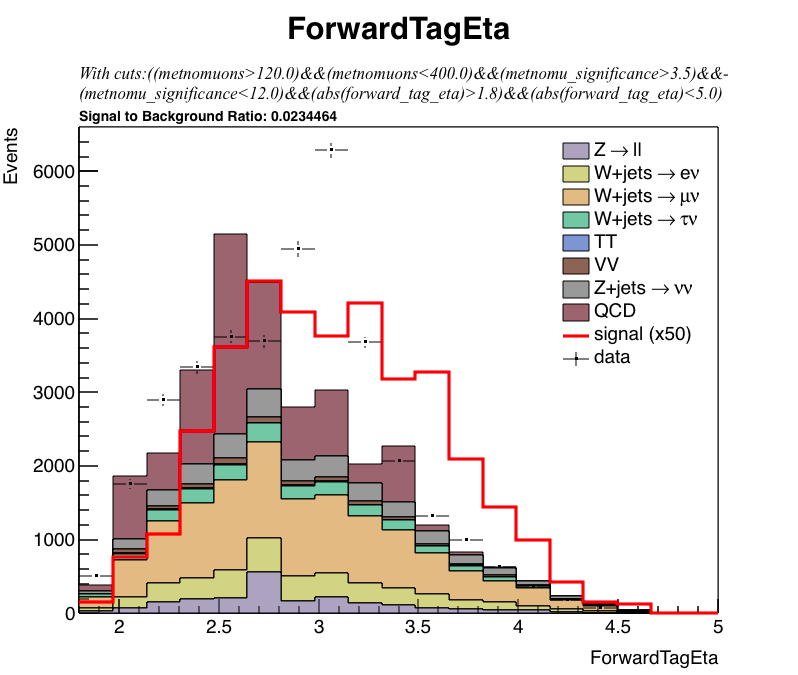 ForwardTagEta
With cuts:((metnomuons>120.0)&&(metnomuons<400.0)&&(metnomu_significance>3.5)&&-
(metnomu_significance<12.0)&&(abs(forward_tag_eta)>1.8)&&(abs(forward_tag_eta)<5.0)
Signal to Background Ratio: 0.0234464
Events
6000
5000
4000
3000
2000
1000
0
Z → ll
W+jets → eν
W+jets → μν
W+jets → τν
TT
VV
Z+jets → νν
QCD
signal (x50)
data
2 2.5 3 3.5 4 4.5 5
ForwardTagEta